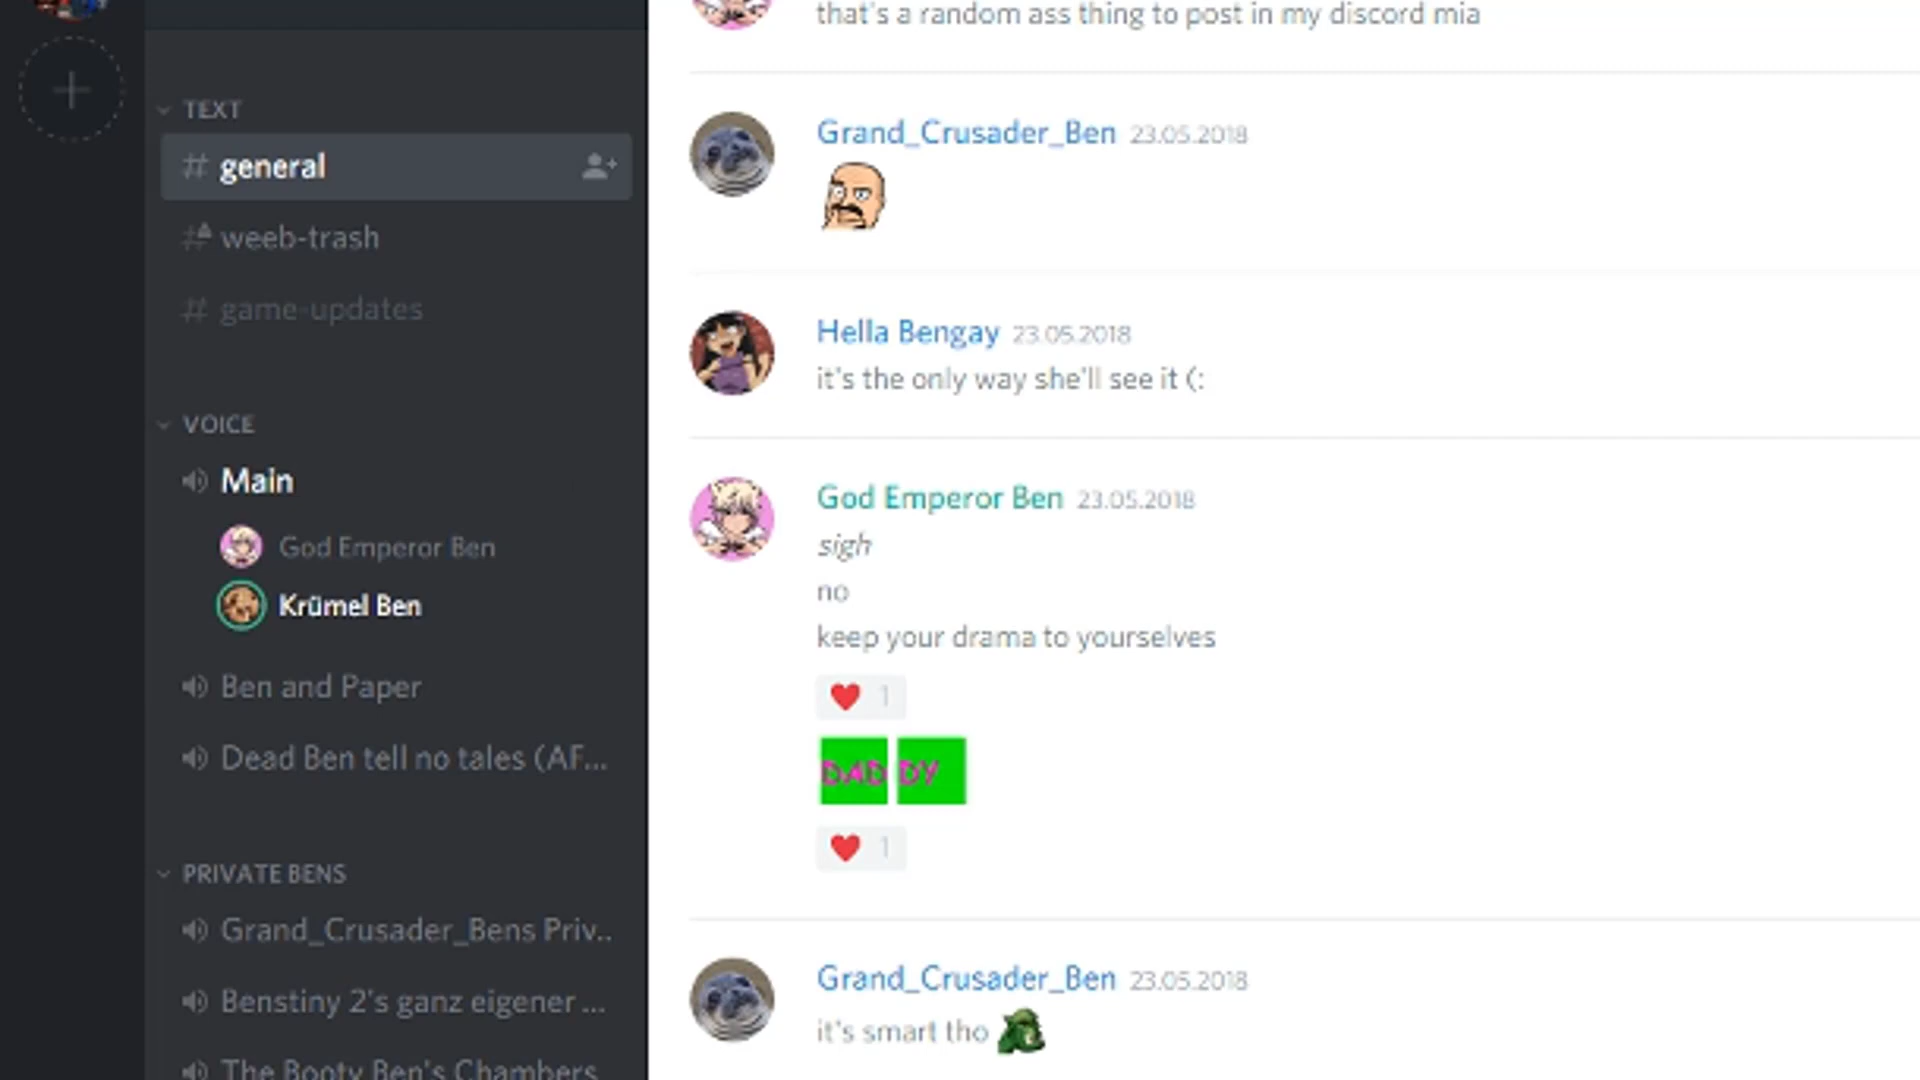 TEXT
general
weeb-trash
game-updates
VOICE
Main
God Emperor Ben
Krümel Ben
Ben and Paper
Dead Ben tell no tales (AF...
PRIVATE BENS
Grand_Crusader_Bens Priv..
Benstiny 2's ganz eigener ...
The Booty Ben's Chambers
that's a random ass thing to post in my discord mia
Grand_Crusader_Ben 23.05.2018
Hella Bengay 23.05.2018
it's the only way she'll see it (:
God Emperor Ben 23.05.2018
sigh
no
keep your drama to yourselves
1
DAD DY
1
Grand_Crusader_Ben 23.05.2018
it's smart tho